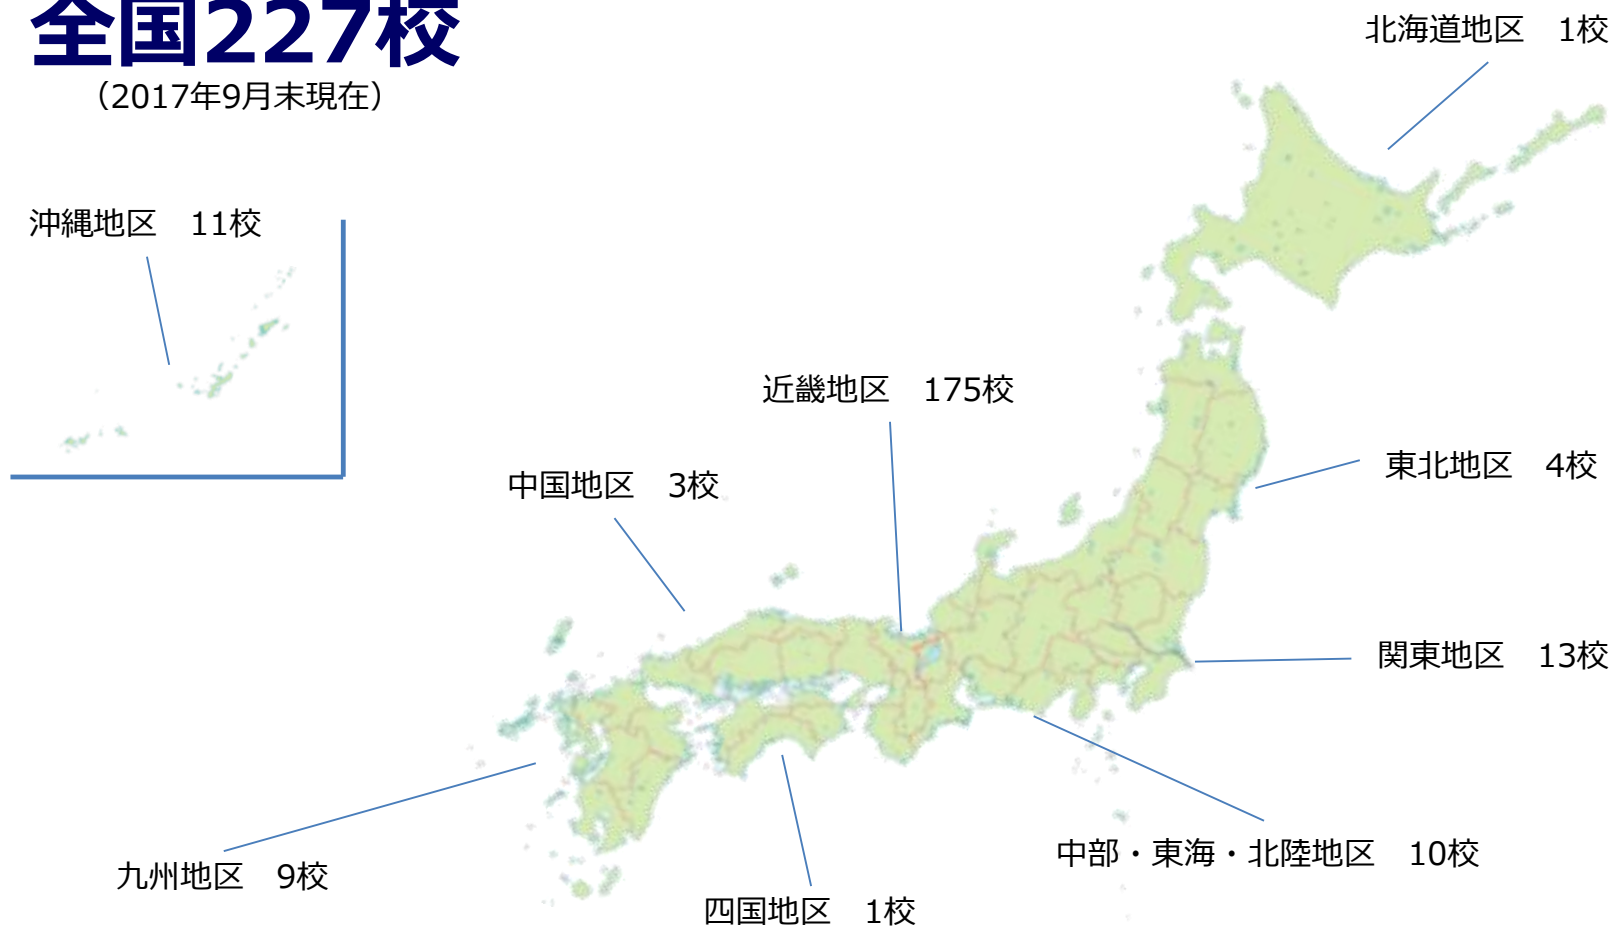 全国227校
（2017年9月末現在）
北海道地区　1校
沖縄地区　11校
近畿地区　175校
東北地区　4校
中国地区　3校
関東地区　13校
中部・東海・北陸地区　10校
九州地区　9校
四国地区　1校